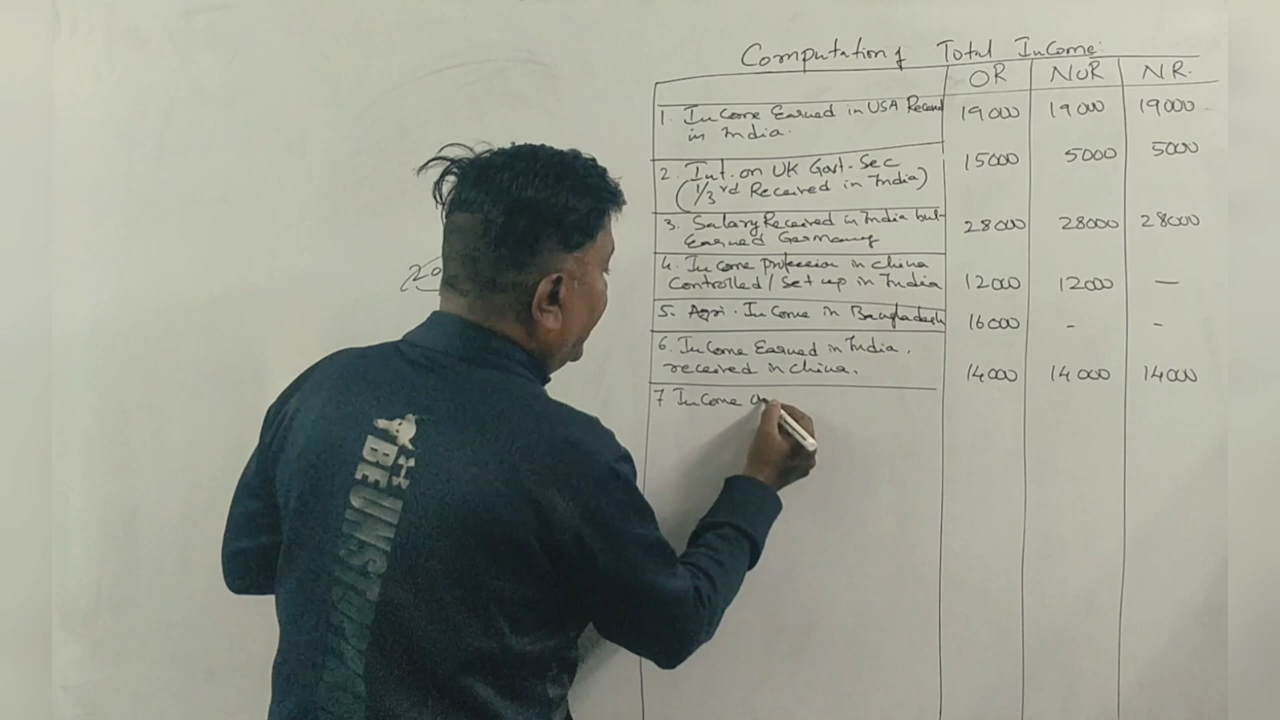 Computation of Total Income:
OR NOR NR.
1. Income Earned in USA Received in India. 19000 19000 19000
2. Int. on UK Govt. Sec (1/3rd Received in India) 15000 5000 5000
3. Salary Received in India but Earned Germany 28000 28000 28000
4. Income profession in china controlled/set up in India 12000 12000 —
5. Agri. Income in Bangladesh 16000 - -
6. Income Earned in India, received in china. 14000 14000 14000
7 Income
20
BE UNSTOPPA